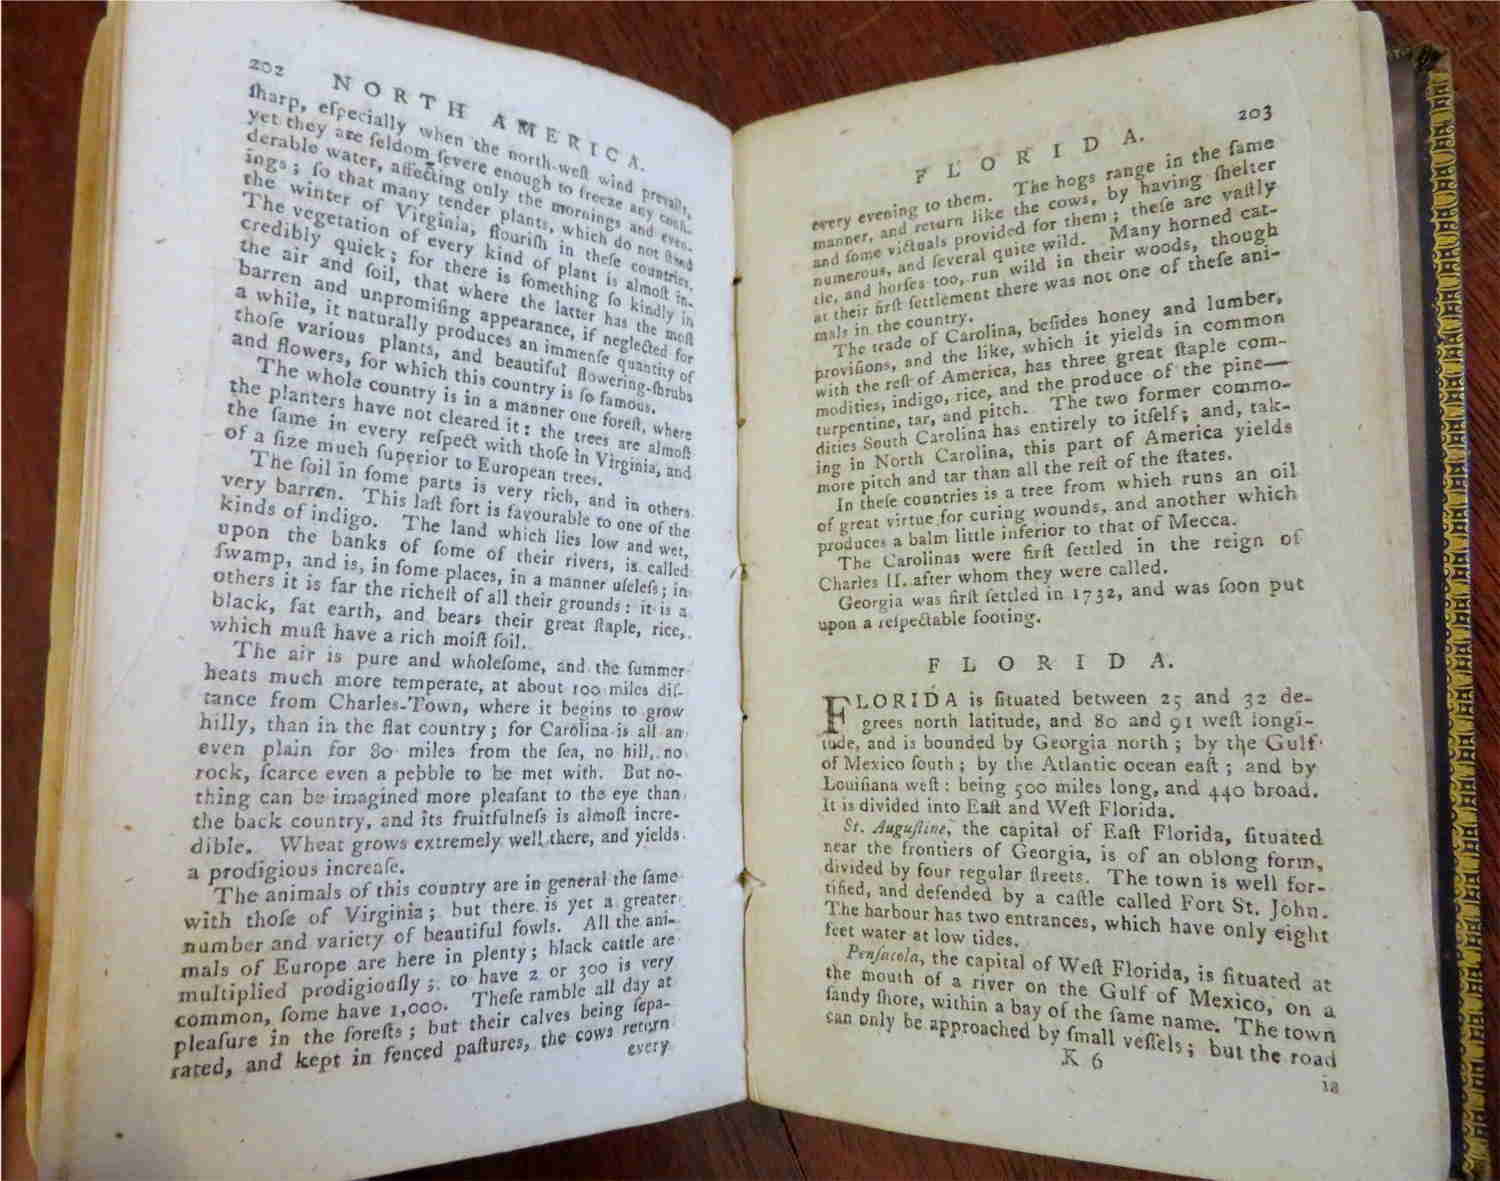 202 NORTH AMERICA.
ſharp, eſpecially when the north-weſt wind prevails,
yet they are ſeldom ſevere enough to freeze any conſi-
derable water, affecting only the mornings and even-
ings; ſo that many tender plants, which do not ſtand
the winter of Virginia, flouriſh in theſe countries.
The vegetation of every kind of plant is almoſt in-
credibly quick; for there is ſomething ſo kindly in
the air and ſoil, that where the latter has the moſt
barren and unpromiſing appearance, if neglected for
a while, it naturally produces an immenſe quantity of
thoſe various plants, and beautiful flowering-ſhrubs
and flowers, for which this country is ſo famous.
The whole country is in a manner one foreſt, where
the planters have not cleared it: the trees are almoſt
the ſame in every reſpect with thoſe in Virginia, and
of a ſize much ſuperior to European trees.
The ſoil in ſome parts is very rich, and in others
very barren. This laſt ſort is favourable to one of the
kinds of indigo. The land which lies low and wet,
upon the banks of ſome of their rivers, is called
ſwamp, and is, in ſome places, in a manner uſeleſs; in
others it is far the richeſt of all their grounds: it is a
black, fat earth, and bears their great ſtaple, rice,
which muſt have a rich moiſt ſoil.
The air is pure and wholeſome, and the ſummer
heats much more temperate, at about 100 miles diſ-
tance from Charles-Town, where it begins to grow
hilly, than in the flat country; for Carolina is all an
even plain for 80 miles from the ſea, no hill, no
rock, ſcarce even a pebble to be met with. But no-
thing can be imagined more pleaſant to the eye than
the back country, and its fruitfulneſs is almoſt incre-
dible. Wheat grows extremely well there, and yields
a prodigious increaſe.
The animals of this country are in general the ſame
with thoſe of Virginia; but there is yet a greater
number and variety of beautiful fowls. All the ani-
mals of Europe are here in plenty; black cattle are
multiplied prodigiouſly; to have 2 or 300 is very
common, ſome have 1,000. Theſe ramble all day at
pleaſure in the foreſts; but their calves being ſepa-
rated, and kept in fenced paſtures, the cows return
every
FLORIDA. 203
every evening to them. The hogs range in the ſame
manner, and return like the cows, by having ſhelter
and ſome victuals provided for them; theſe are vaſtly
numerous, and ſeveral quite wild. Many horned cat-
tle, and horſes too, run wild in their woods, though
at their firſt ſettlement there was not one of theſe ani-
mals in the country.
The trade of Carolina, beſides honey and lumber,
proviſions, and the like, which it yields in common
with the reſt of America, has three great ſtaple com-
modities, indigo, rice, and the produce of the pine—
turpentine, tar, and pitch. The two former commo-
dities South Carolina has entirely to itſelf; and, tak-
ing in North Carolina, this part of America yields
more pitch and tar than all the reſt of the ſtates.
In theſe countries is a tree from which runs an oil
of great virtue for curing wounds, and another which
produces a balm little inferior to that of Mecca.
The Carolinas were firſt ſettled in the reign of
Charles II. after whom they were called.
Georgia was firſt ſettled in 1732, and was ſoon put
upon a reſpectable footing.
FLORIDA.
FLORIDA is ſituated between 25 and 32 de-
grees north latitude, and 80 and 91 weſt longi-
tude, and is bounded by Georgia north; by the Gulf
of Mexico ſouth; by the Atlantic ocean eaſt; and by
Louiſiana weſt: being 500 miles long, and 440 broad.
It is divided into Eaſt and Weſt Florida.
St. Auguſtine, the capital of Eaſt Florida, ſituated
near the frontiers of Georgia, is of an oblong form,
divided by four regular ſtreets. The town is well for-
tified, and defended by a caſtle called Fort St. John.
The harbour has two entrances, which have only eight
feet water at low tides.
Penſacola, the capital of Weſt Florida, is ſituated at
the mouth of a river on the Gulf of Mexico, on a
ſandy ſhore, within a bay of the ſame name. The town
can only be approached by ſmall veſſels; but the road
K 6
is